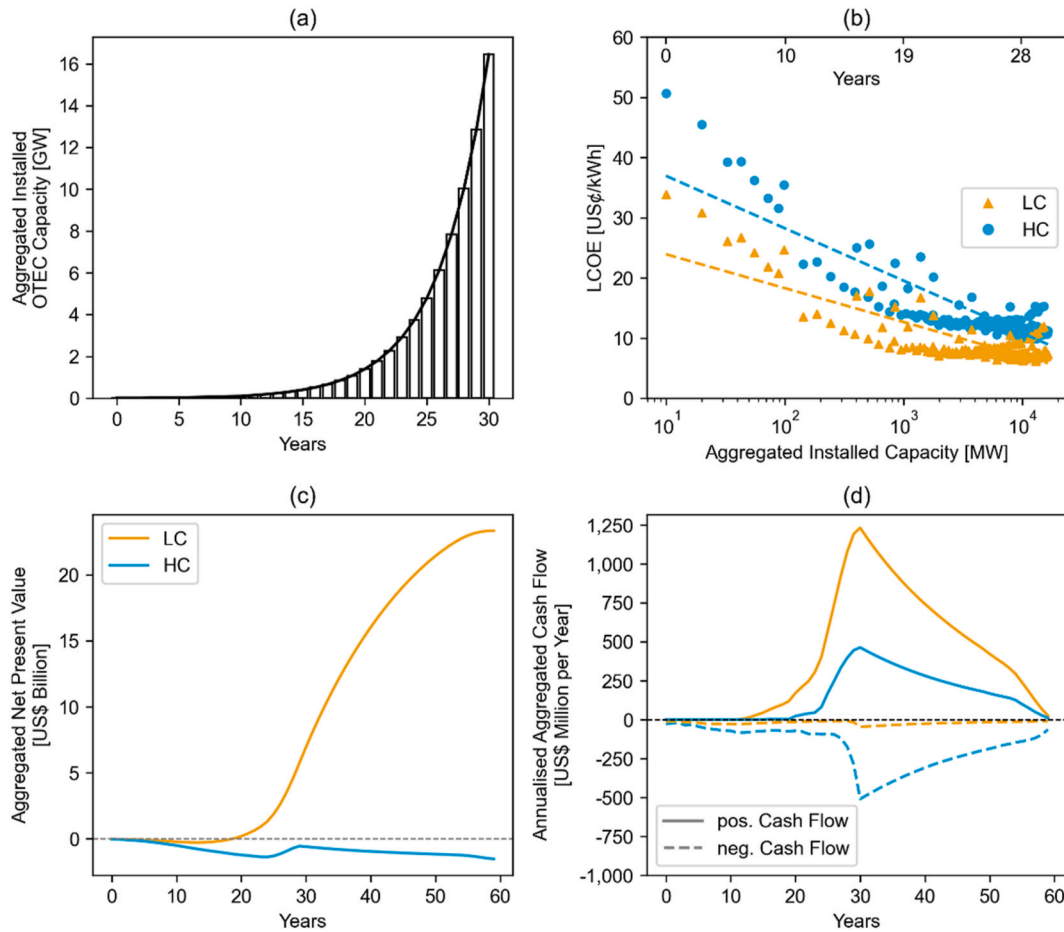 (a)
Aggregated Installed
OTEC Capacity [GW]
16
14
12
10
8
6
4
2
0
0 5 10 15 20 25 30
Years
(b)
LCOE [US¢/kWh]
60
50
40
30
20
10
0
0 10 19 28
Years
LC
HC
10¹ 10² 10³ 10⁴
Aggregated Installed Capacity [MW]
(c)
Aggregated Net Present Value
[US$ Billion]
LC
HC
20
15
10
5
0
0 10 20 30 40 50 60
Years
(d)
Annualised Aggregated Cash Flow
[US$ Million per Year]
1,250
1,000
750
500
250
0
-250
-500
-750
-1,000
pos. Cash Flow
neg. Cash Flow
0 10 20 30 40 50 60
Years